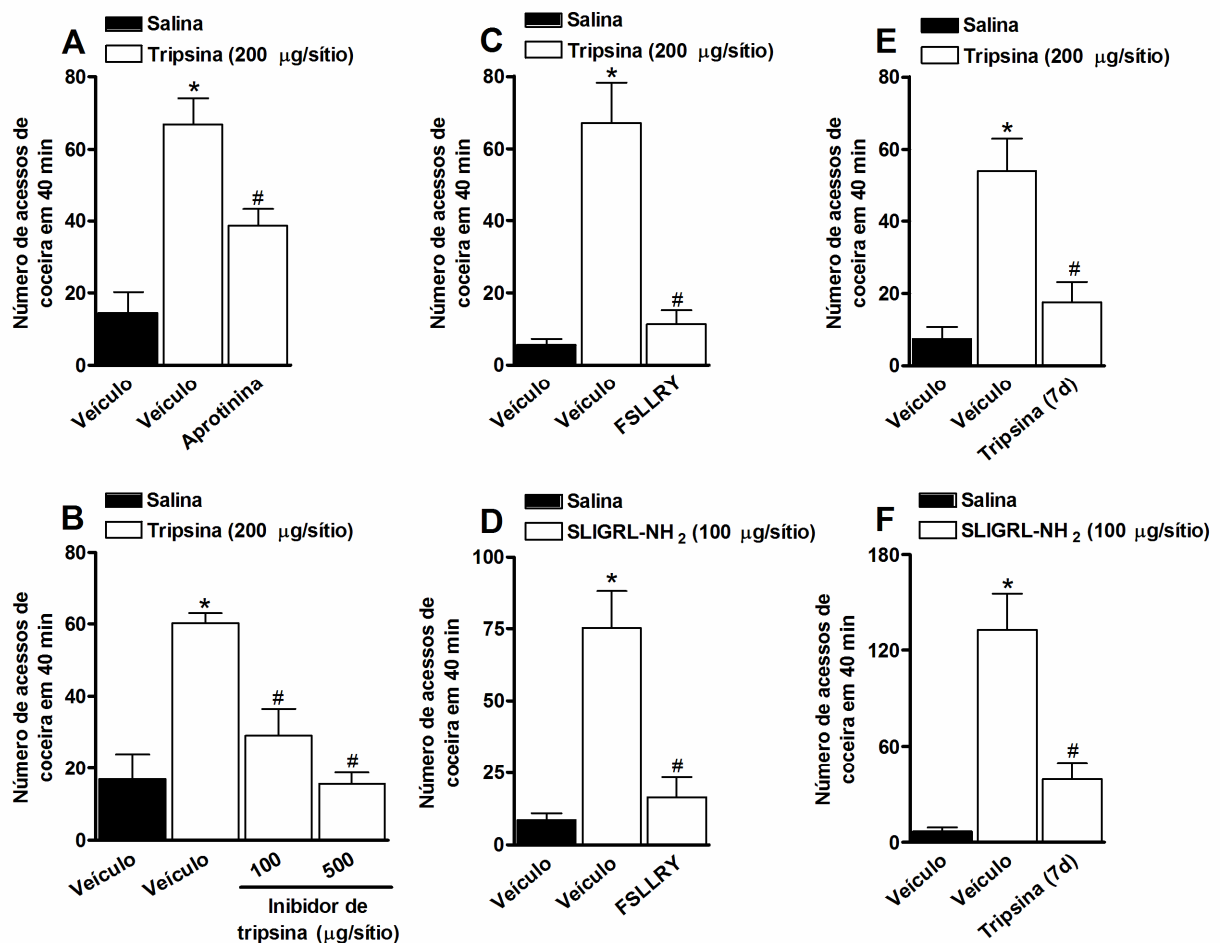 A
Salina
Tripsina (200 μg/sítio)
Número de acessos de
coceira em 40 min
80
60
40
20
0
*
#
Veículo
Veículo
Aprotinina
C
Salina
Tripsina (200 μg/sítio)
Número de acessos de
coceira em 40 min
80
60
40
20
0
*
#
Veículo
Veículo
FSLLRY
E
Salina
Tripsina (200 μg/sítio)
Número de acessos de
coceira em 40 min
80
60
40
20
0
*
#
Veículo
Veículo
Tripsina (7d)
B
Salina
Tripsina (200 μg/sítio)
Número de acessos de
coceira em 40 min
80
60
40
20
0
*
#
#
Veículo
Veículo
100
500
Inibidor de
tripsina (μg/sítio)
D
Salina
SLIGRL-NH₂ (100 μg/sítio)
Número de acessos de
coceira em 40 min
100
75
50
25
0
*
#
Veículo
Veículo
FSLLRY
F
Salina
SLIGRL-NH₂ (100 μg/sítio)
Número de acessos de
coceira em 40 min
180
120
60
0
*
#
Veículo
Veículo
Tripsina (7d)